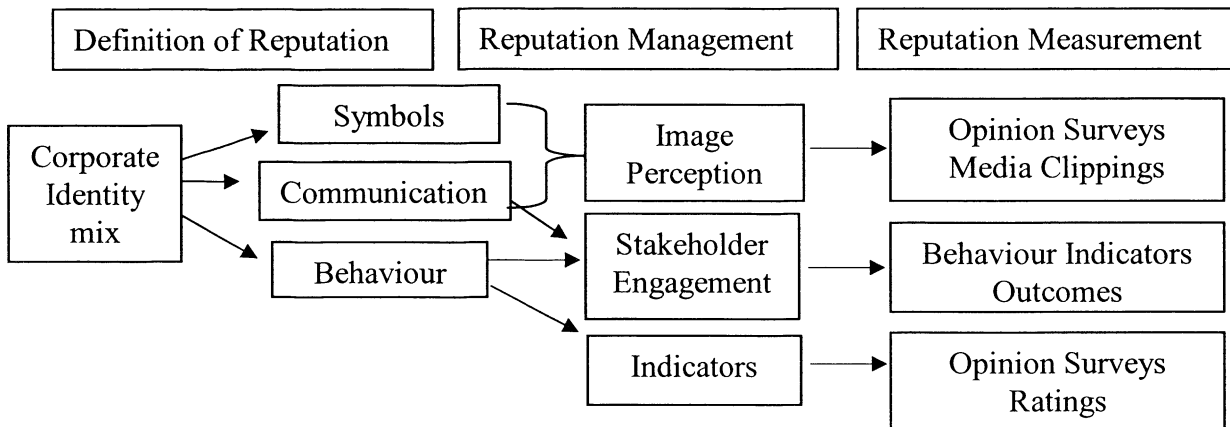 Definition of Reputation
Reputation Management
Reputation Measurement
Corporate
Identity
mix
Symbols
Communication
Behaviour
Image
Perception
Stakeholder
Engagement
Indicators
Opinion Surveys
Media Clippings
Behaviour Indicators
Outcomes
Opinion Surveys
Ratings